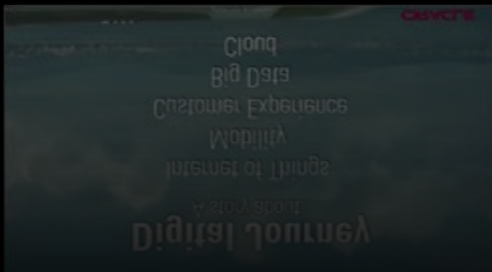 Digital Journey
A story about
Internet of Things
Mobility
Customer Experience
Big Data
Cloud
ORACLE